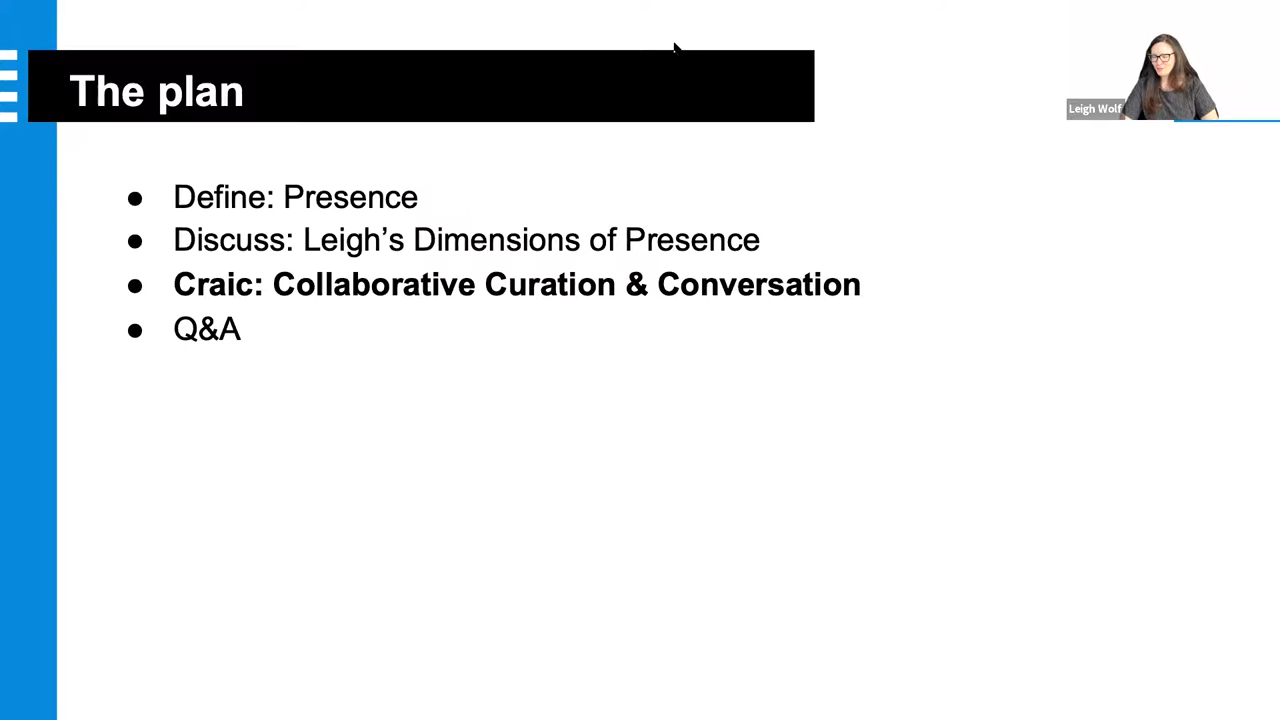 The plan
Leigh Wolf
● Define: Presence
● Discuss: Leigh’s Dimensions of Presence
● Craic: Collaborative Curation & Conversation
● Q&A